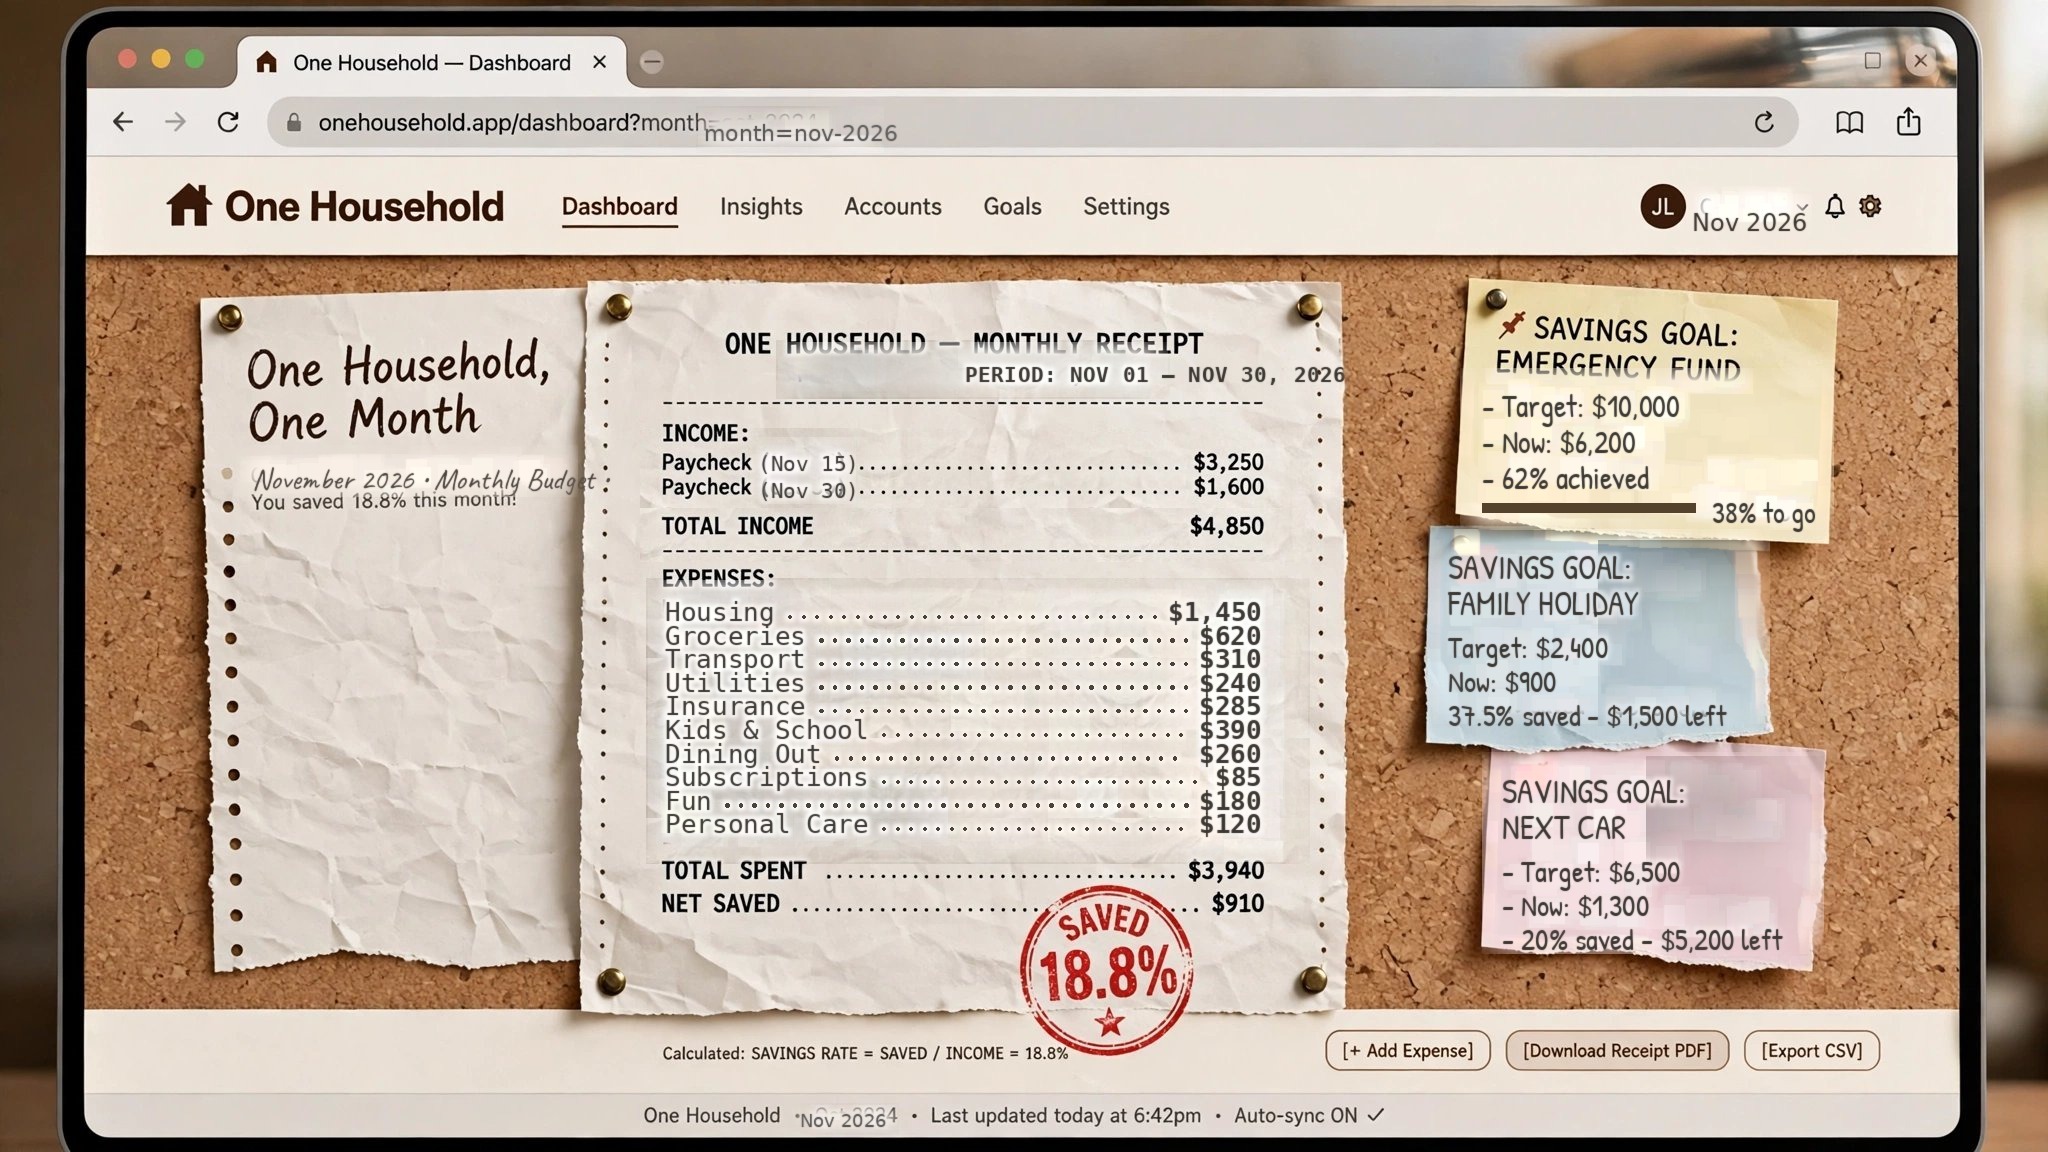 One Household — Dashboard
onehousehold.app/dashboard?month
month=nov-2026
One Household
Dashboard
Insights
Accounts
Goals
Settings
JL
Nov 2026
One Household,
One Month
November 2026 · Monthly Budget
You saved 18.8% this month!
ONE HOUSEHOLD — MONTHLY RECEIPT
PERIOD: NOV 01 – NOV 30, 2026
INCOME:
Paycheck (Nov 15) $3,250
Paycheck (Nov 30) $1,600
TOTAL INCOME $4,850
EXPENSES:
Housing $1,450
Groceries $620
Transport $310
Utilities $240
Insurance $285
Kids & School $390
Dining Out $260
Subscriptions $85
Fun $180
Personal Care $120
TOTAL SPENT $3,940
NET SAVED $910
SAVED
18.8%
Calculated: SAVINGS RATE = SAVED / INCOME = 18.8%
SAVINGS GOAL:
EMERGENCY FUND
- Target: $10,000
- Now: $6,200
- 62% achieved
38% to go
SAVINGS GOAL:
FAMILY HOLIDAY
Target: $2,400
Now: $900
37.5% saved – $1,500 left
SAVINGS GOAL:
NEXT CAR
- Target: $6,500
- Now: $1,300
- 20% saved – $5,200 left
[+ Add Expense]
[Download Receipt PDF]
[Export CSV]
One Household • Nov 2026 • Last updated today at 6:42pm • Auto-sync ON ✓